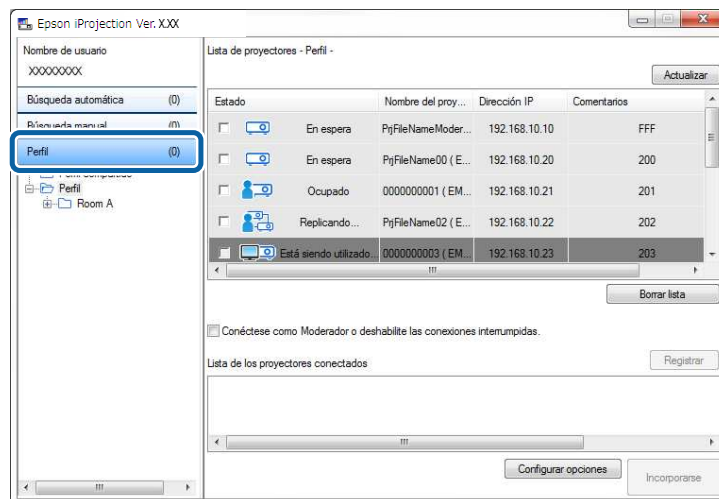 Epson iProjection Ver. X.XX
Nombre de usuario
XXXXXXXX
Búsqueda automática (0)
Búsqueda manual (0)
Perfil (0)
Perfil compartido
Perfil
Room A
Lista de proyectores - Perfil -
Actualizar
Estado Nombre del proy... Dirección IP Comentarios
En espera PrjFileNameModer... 192.168.10.10 FFF
En espera PrjFileName00 ( E... 192.168.10.20 200
Ocupado 0000000001 ( EM... 192.168.10.21 201
Replicando... PrjFileName02 ( E... 192.168.10.22 202
Está siendo utilizado... 0000000003 ( EM... 192.168.10.23 203
Borrar lista
Conéctese como Moderador o deshabilite las conexiones interrumpidas.
Lista de los proyectores conectados
Registrar
Configurar opciones
Incorporarse